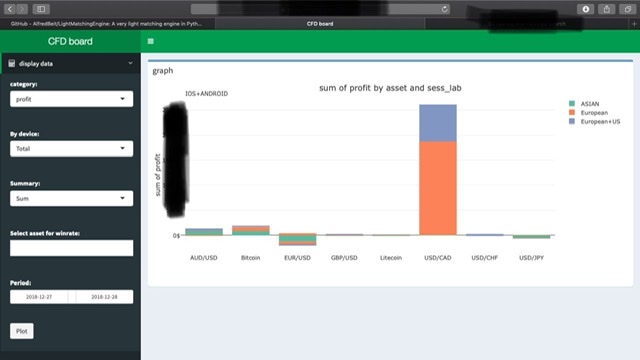 GitHub - AlfredBelt/LightMatchingEngine: A very light matching engine in Pyth...
CFD board
CFD board
display data
category:
profit
By device:
Total
Summary:
Sum
Select asset for winrate:
Period:
2018-12-27
2018-12-28
Plot
graph
IOS+ANDROID
sum of profit by asset and sess_lab
sum of profit
0$
AUD/USD
Bitcoin
EUR/USD
GBP/USD
Litecoin
USD/CAD
USD/CHF
USD/JPY
ASIAN
European
European+US